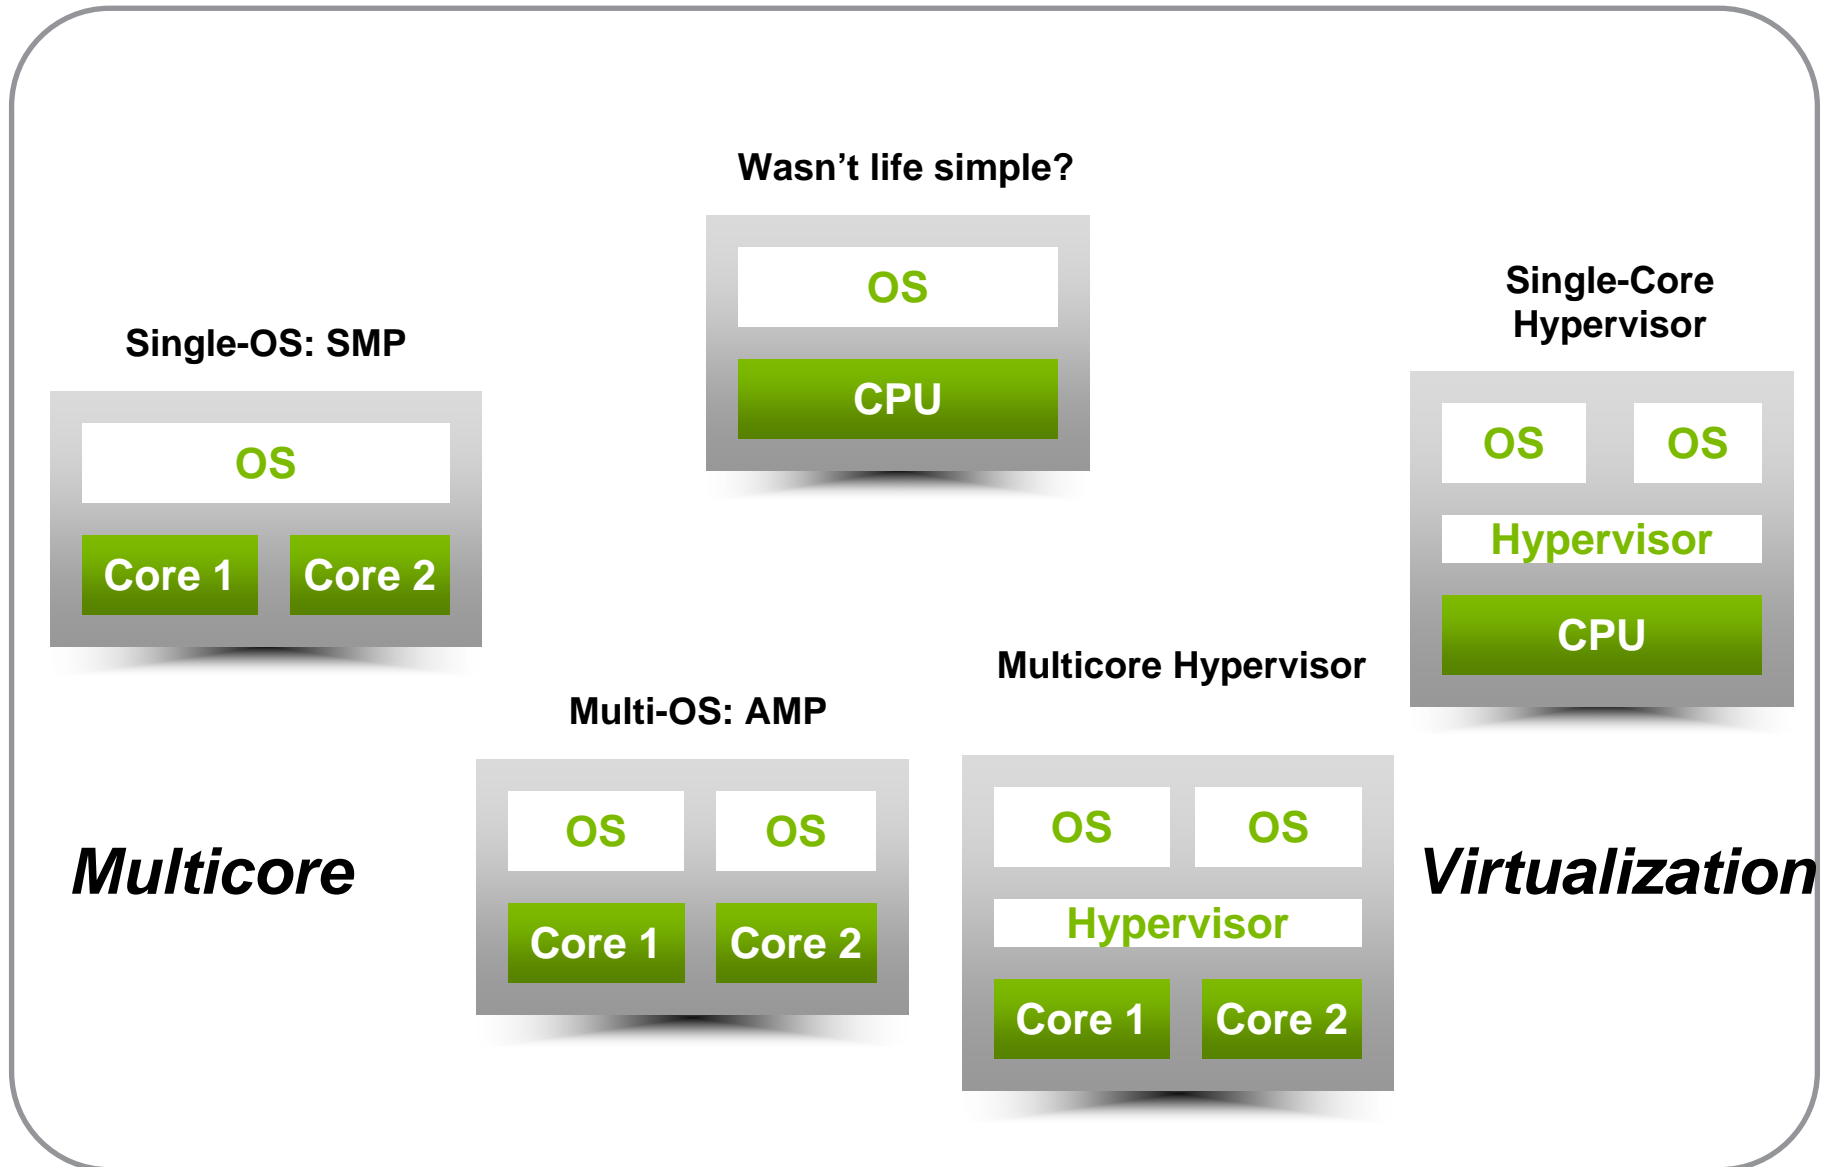 Wasn’t life simple?
OS
CPU
Single-OS: SMP
OS
Core 1 Core 2
Single-Core
Hypervisor
OS OS
Hypervisor
CPU
Multi-OS: AMP
OS OS
Core 1 Core 2
Multicore Hypervisor
OS OS
Hypervisor
Core 1 Core 2
Multicore
Virtualization